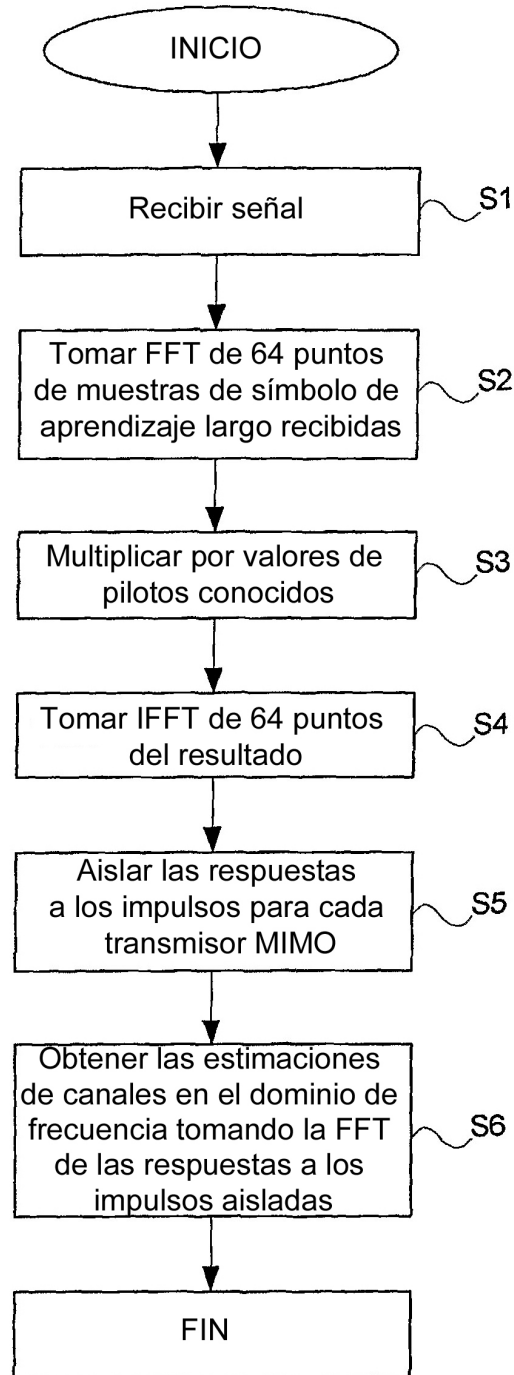 INICIO
Recibir señal
S1
Tomar FFT de 64 puntos
de muestras de símbolo de
aprendizaje largo recibidas
S2
Multiplicar por valores de
pilotos conocidos
S3
Tomar IFFT de 64 puntos
del resultado
S4
Aislar las respuestas
a los impulsos para cada
transmisor MIMO
S5
Obtener las estimaciones
de canales en el dominio de
frecuencia tomando la FFT
de las respuestas a los
impulsos aisladas
S6
FIN